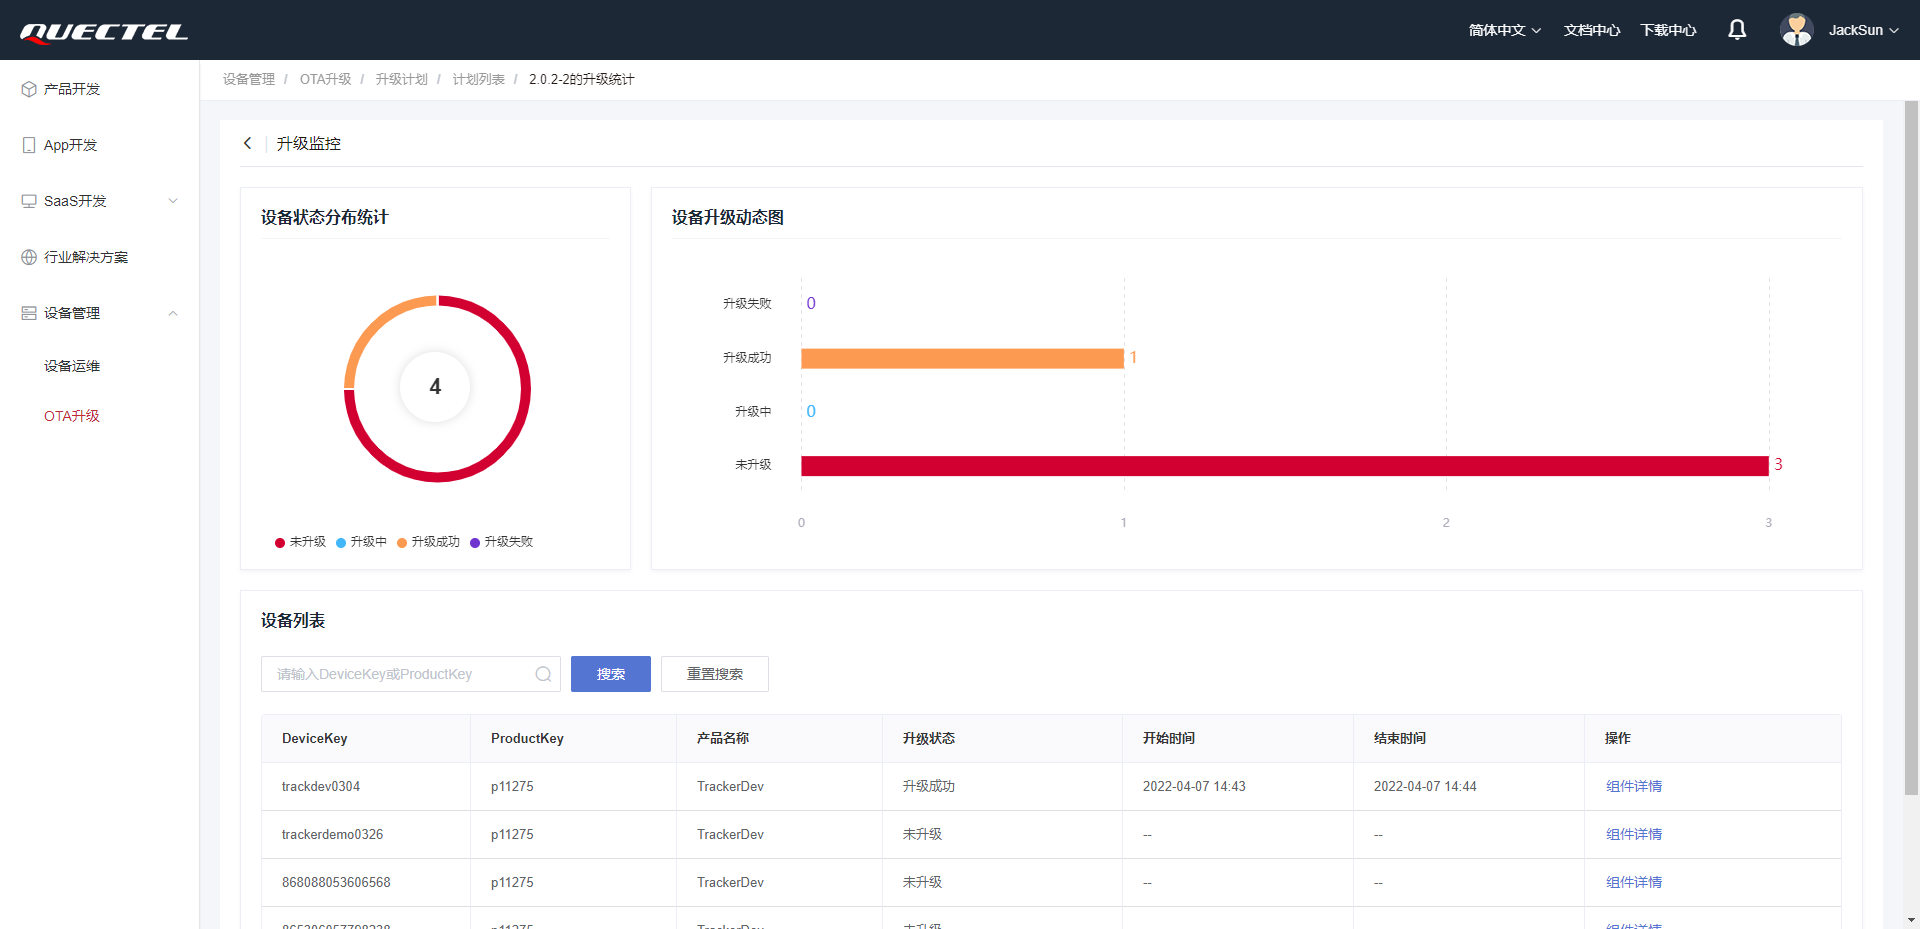 QUECTEL
简体中文 文档中心 下载中心 JackSun
产品开发
App开发
SaaS开发
行业解决方案
设备管理
设备运维
OTA升级
设备管理 / OTA升级 / 升级计划 / 计划列表 / 2.0.2-2的升级统计
升级监控
设备状态分布统计
4
未升级 升级中 升级成功 升级失败
设备升级动态图
升级失败 0
升级成功 1
升级中 0
未升级 3
0 1 2 3
设备列表
请输入DeviceKey或ProductKey 搜索 重置搜索
DeviceKey ProductKey 产品名称 升级状态 开始时间 结束时间 操作
trackdev0304 p11275 TrackerDev 升级成功 2022-04-07 14:43 2022-04-07 14:44 组件详情
trackerdemo0326 p11275 TrackerDev 未升级 -- -- 组件详情
868088053606568 p11275 TrackerDev 未升级 -- -- 组件详情
p11275 TrackerDev 未升级 组件详情